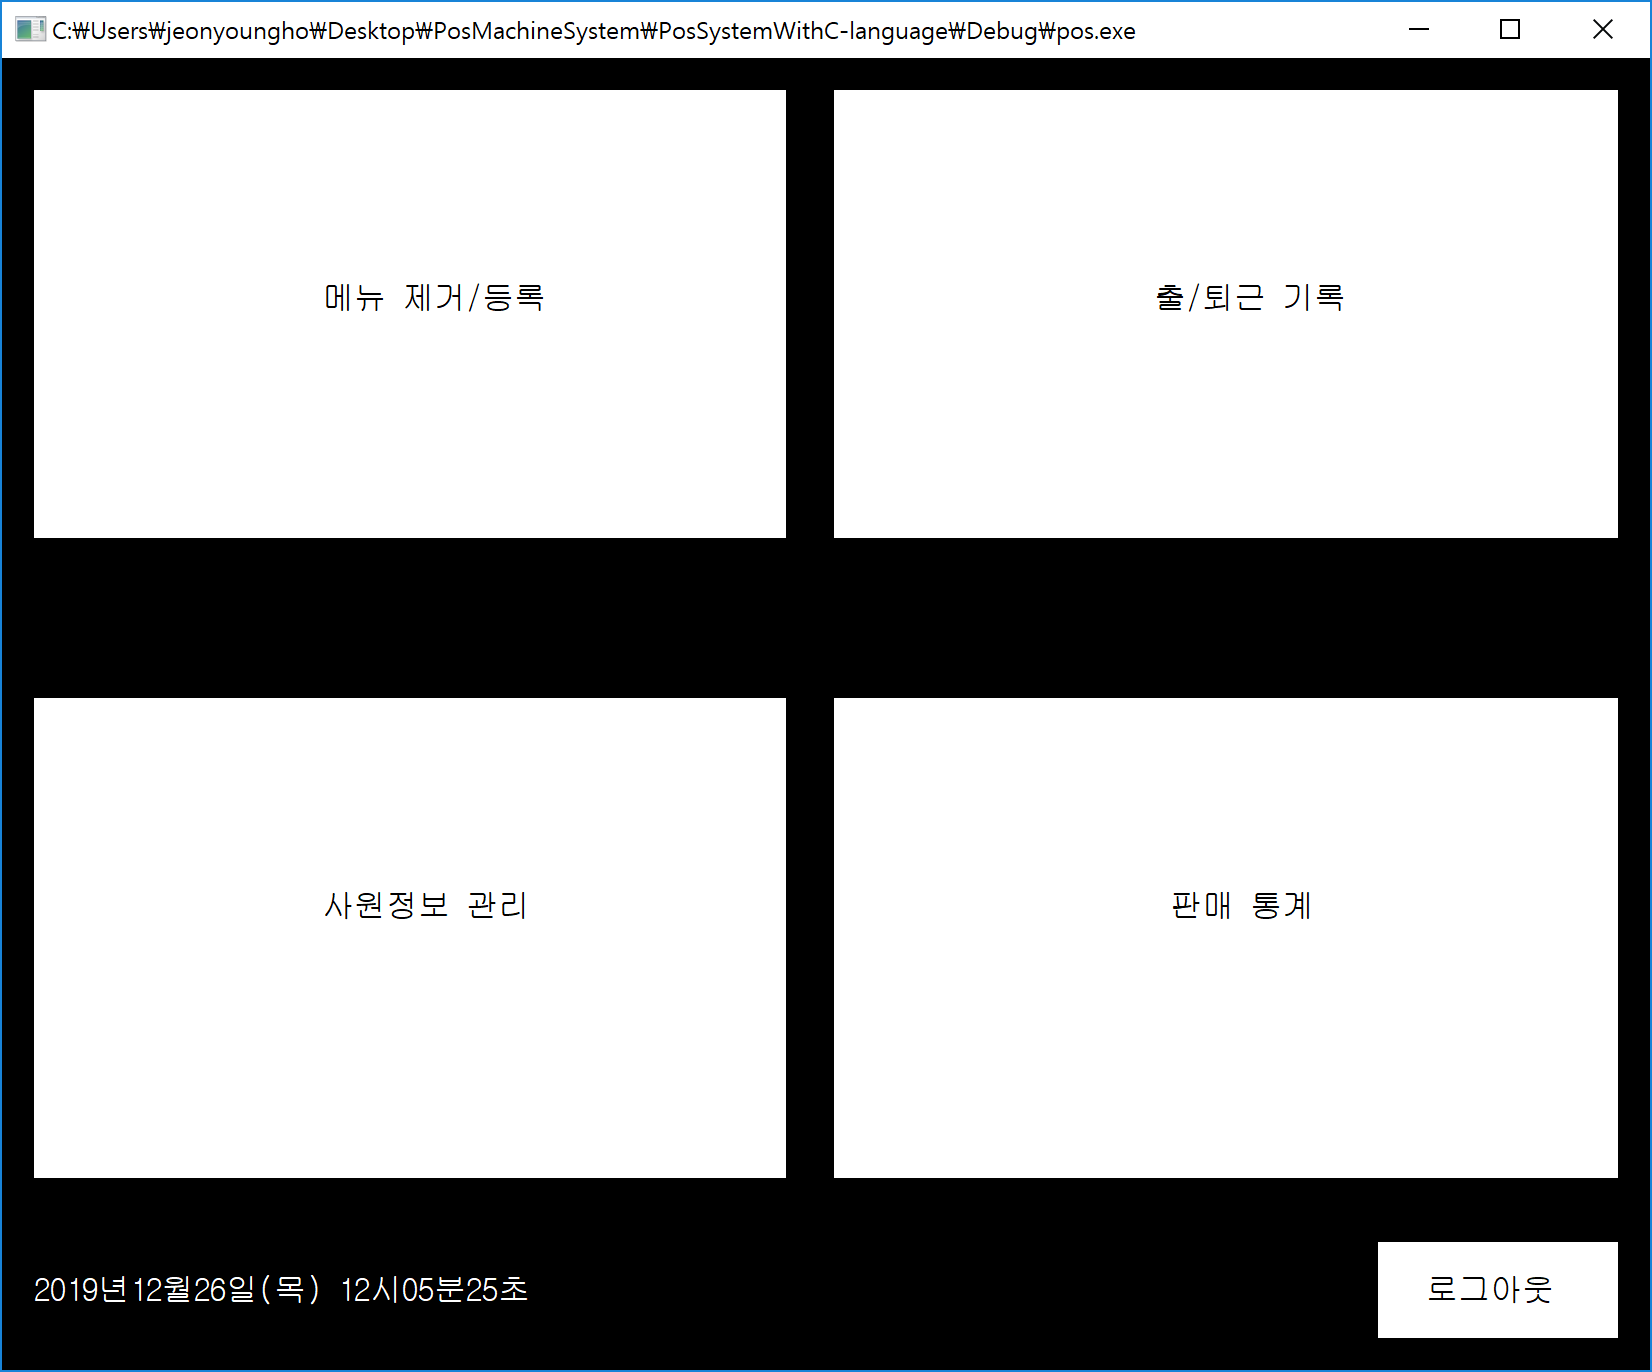 C:₩Users₩jeonyoungho₩Desktop₩PosMachineSystem₩PosSystemWithC-language₩Debug₩pos.exe
메뉴 제거/등록
출/퇴근 기록
사원정보 관리
판매 통계
2019년12월26일(목) 12시05분25초
로그아웃